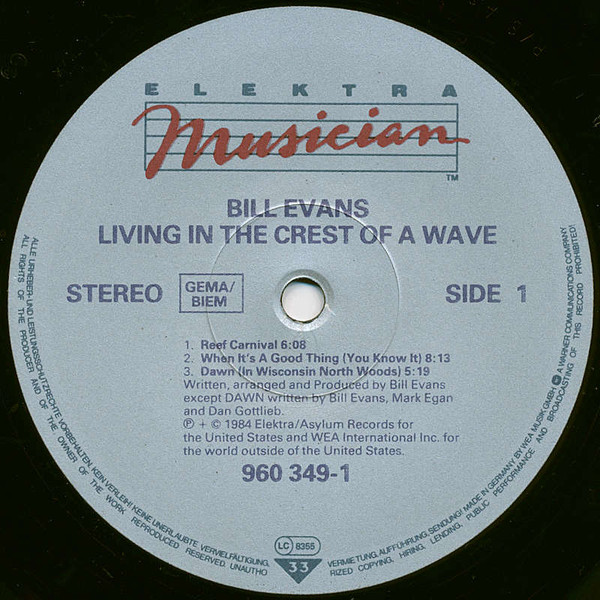 ELEKTRA
Musician
TM
BILL EVANS
LIVING IN THE CREST OF A WAVE
STEREO
GEMA/
BIEM
SIDE 1
1. Reef Carnival 6:08
2. When It's A Good Thing (You Know It) 8:13
3. Dawn (In Wisconsin North Woods) 5:19
Written, arranged and Produced by Bill Evans
except DAWN written by Bill Evans, Mark Egan
and Dan Gottlieb.
Ⓟ + © 1984 Elektra/Asylum Records for
the United States and WEA International Inc. for
the world outside of the United States.
960 349-1
ALLE URHEBER- UND LEISTUNGSSCHUTZRECHTE VORBEHALTEN. KEIN VERLEIH! KEINE UNERLAUBTE VERVIELFÄLTIGUNG, VERMIETUNG, AUFFÜHRUNG, SENDUNG! MADE IN GERMANY BY WEA MUSIK GMBH A WARNER COMMUNICATIONS COMPANY
ALL RIGHTS OF THE PRODUCER AND OF THE OWNER OF THE WORK REPRODUCED RESERVED. UNAUTHORIZED COPYING, HIRING, LENDING, PUBLIC PERFORMANCE AND BROADCASTING OF THIS RECORD PROHIBITED!
LC 8355
33